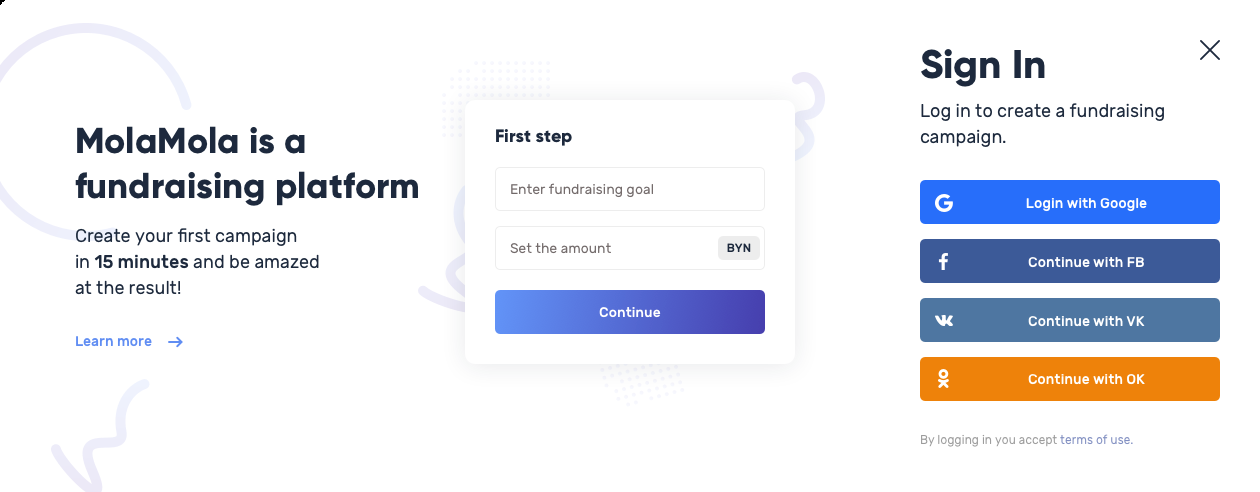 MolaMola is a
fundraising platform
Create your first campaign
in 15 minutes and be amazed
at the result!
Learn more
First step
Enter fundraising goal
Set the amount
BYN
Continue
Sign In
Log in to create a fundraising
campaign.
Login with Google
Continue with FB
Continue with VK
Continue with OK
By logging in you accept terms of use.